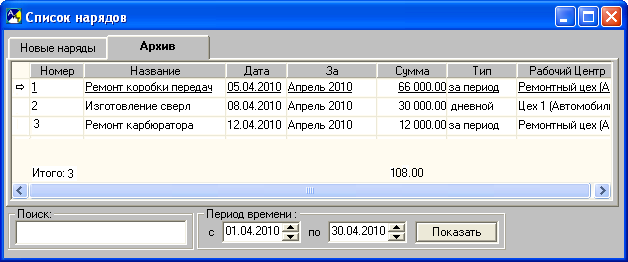 Список нарядов
Новые наряды Архив
Номер Название Дата За Сумма Тип Рабочий Центр
1 Ремонт коробки передач 05.04.2010 Апрель 2010 66 000.00 за период Ремонтный цех (А
2 Изготовление сверл 08.04.2010 Апрель 2010 30 000.00 дневной Цех 1 (Автомобил
3 Ремонт карбюратора 12.04.2010 Апрель 2010 12 000.00 за период Ремонтный цех (А
Итого: 3 108.00
Поиск: Период времени :
с 01.04.2010 по 30.04.2010 Показать